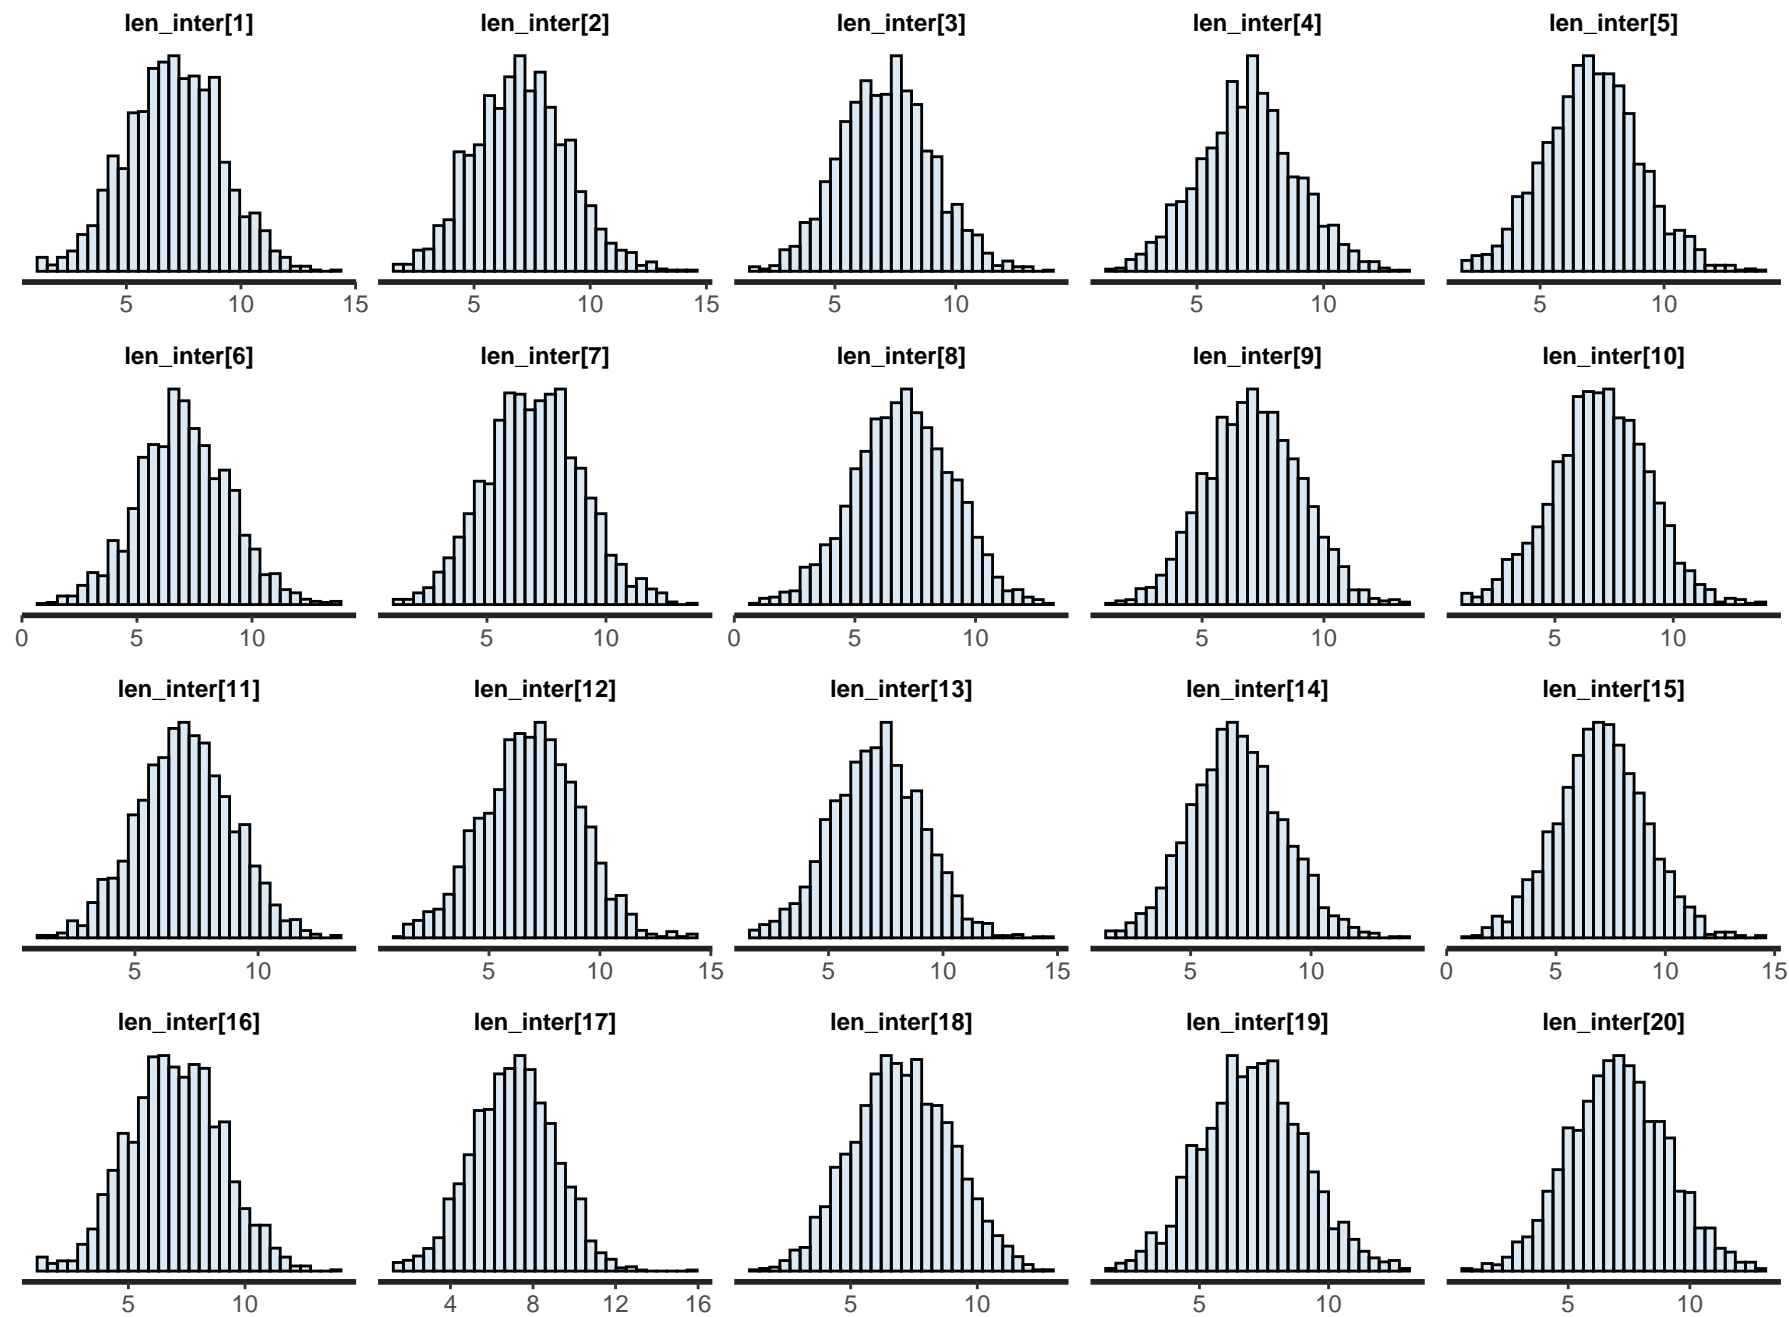 len_inter[1] len_inter[2] len_inter[3] len_inter[4] len_inter[5]
5 10 15 5 10 15 5 10 5 10 5 10
len_inter[6] len_inter[7] len_inter[8] len_inter[9] len_inter[10]
0 5 10 5 10 0 5 10 5 10 5 10
len_inter[11] len_inter[12] len_inter[13] len_inter[14] len_inter[15]
5 10 5 10 15 5 10 15 5 10 0 5 10 15
len_inter[16] len_inter[17] len_inter[18] len_inter[19] len_inter[20]
5 10 4 8 12 16 5 10 5 10 5 10